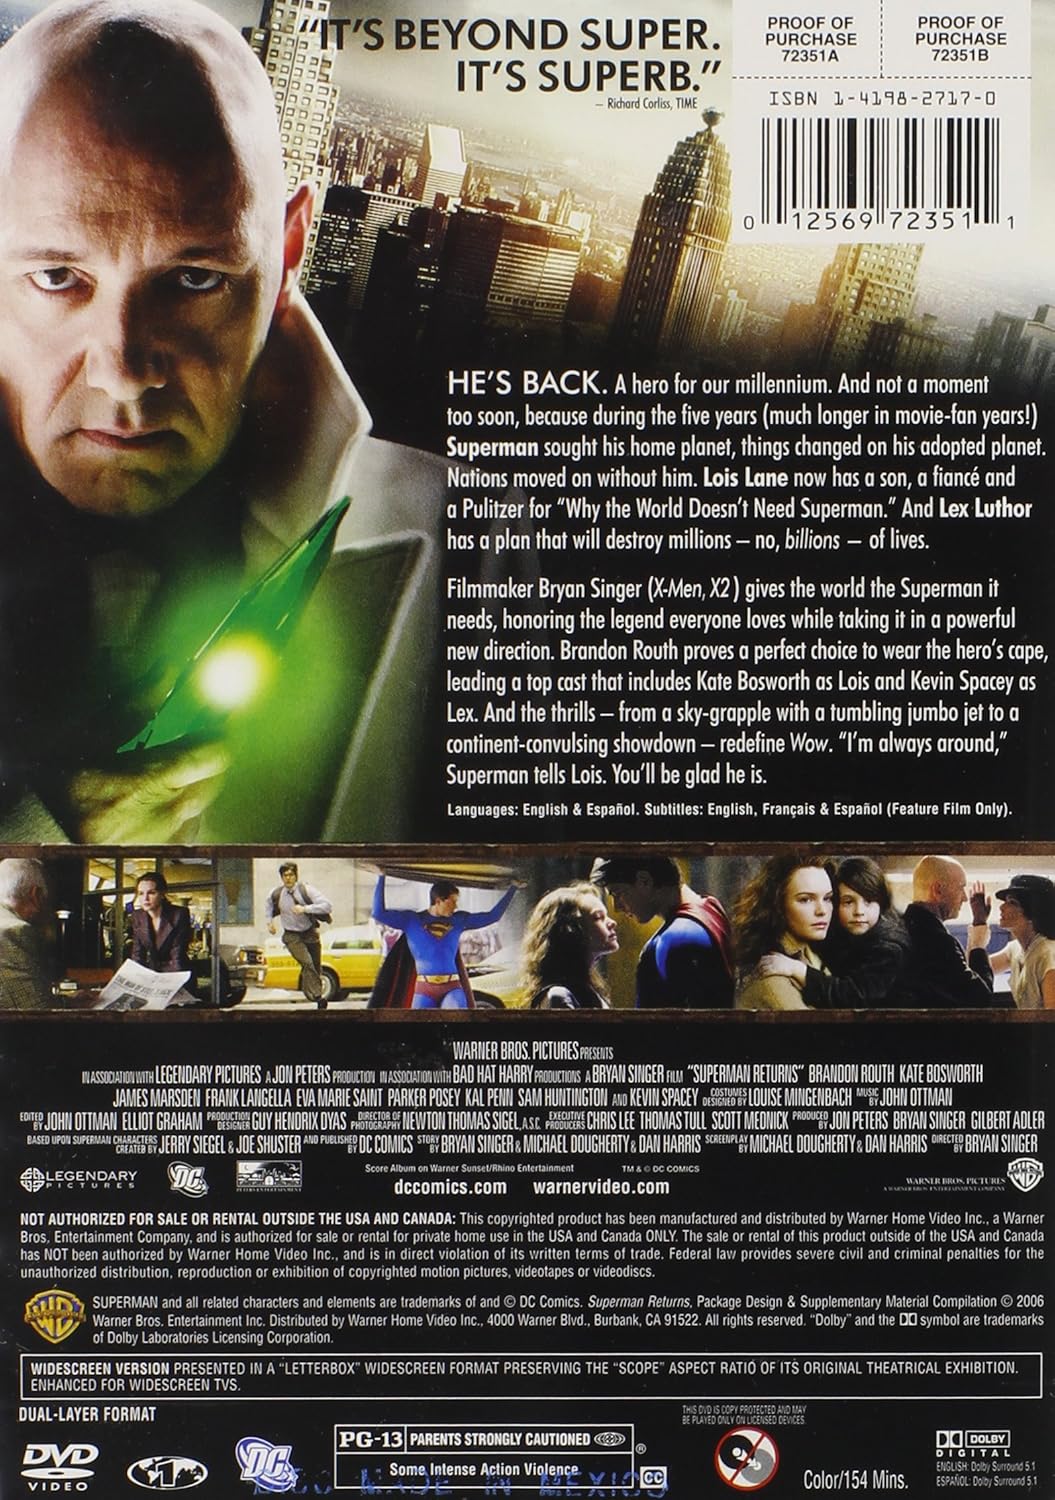 "IT'S BEYOND SUPER.
IT'S SUPERB."
– Richard Corliss, TIME
PROOF OF
PURCHASE
72351A
PROOF OF
PURCHASE
72351B
ISBN 1-4198-2717-0
0 12569 72351 1
HE'S BACK. A hero for our millennium. And not a moment
too soon, because during the five years (much longer in movie-fan years!)
Superman sought his home planet, things changed on his adopted planet.
Nations moved on without him. Lois Lane now has a son, a fiancé and
a Pulitzer for "Why the World Doesn't Need Superman." And Lex Luthor
has a plan that will destroy millions – no, billions – of lives.
Filmmaker Bryan Singer (X-Men, X2) gives the world the Superman it
needs, honoring the legend everyone loves while taking it in a powerful
new direction. Brandon Routh proves a perfect choice to wear the hero's cape,
leading a top cast that includes Kate Bosworth as Lois and Kevin Spacey as
Lex. And the thrills – from a sky-grapple with a tumbling jumbo jet to a
continent-convulsing showdown – redefine Wow. "I'm always around,"
Superman tells Lois. You'll be glad he is.
Languages: English & Español. Subtitles: English, Français & Español (Feature Film Only).
WARNER BROS. PICTURES PRESENTS
IN ASSOCIATION WITH LEGENDARY PICTURES A JON PETERS PRODUCTION IN ASSOCIATION WITH BAD HAT HARRY PRODUCTIONS A BRYAN SINGER FILM "SUPERMAN RETURNS" BRANDON ROUTH KATE BOSWORTH
JAMES MARSDEN FRANK LANGELLA EVA MARIE SAINT PARKER POSEY KAL PENN SAM HUNTINGTON AND KEVIN SPACEY COSTUMES DESIGNED BY LOUISE MINGENBACH MUSIC BY JOHN OTTMAN
EDITED BY JOHN OTTMAN ELLIOT GRAHAM PRODUCTION DESIGNER GUY HENDRIX DYAS DIRECTOR OF PHOTOGRAPHY NEWTON THOMAS SIGEL, A.S.C. EXECUTIVE PRODUCERS CHRIS LEE THOMAS TULL SCOTT MEDNICK PRODUCED BY JON PETERS BRYAN SINGER GILBERT ADLER
BASED UPON SUPERMAN CHARACTERS CREATED BY JERRY SIEGEL & JOE SHUSTER AND PUBLISHED BY DC COMICS STORY BY BRYAN SINGER & MICHAEL DOUGHERTY & DAN HARRIS SCREENPLAY BY MICHAEL DOUGHERTY & DAN HARRIS DIRECTED BY BRYAN SINGER
LEGENDARY
PICTURES
DC
Score Album on Warner Sunset/Rhino Entertainment
TM & © DC COMICS
dccomics.com warnervideo.com
WARNER BROS. PICTURES
A WARNER BROS. ENTERTAINMENT COMPANY
NOT AUTHORIZED FOR SALE OR RENTAL OUTSIDE THE USA AND CANADA: This copyrighted product has been manufactured and distributed by Warner Home Video Inc., a Warner
Bros. Entertainment Company, and is authorized for sale or rental for private home use in the USA and Canada ONLY. The sale or rental of this product outside of the USA and Canada
has NOT been authorized by Warner Home Video Inc., and is in direct violation of its written terms of trade. Federal law provides severe civil and criminal penalties for the
unauthorized distribution, reproduction or exhibition of copyrighted motion pictures, videotapes or videodiscs.
SUPERMAN and all related characters and elements are trademarks of and © DC Comics. Superman Returns, Package Design & Supplementary Material Compilation © 2006
Warner Bros. Entertainment Inc. Distributed by Warner Home Video Inc., 4000 Warner Blvd., Burbank, CA 91522. All rights reserved. "Dolby" and the DD symbol are trademarks
of Dolby Laboratories Licensing Corporation.
WIDESCREEN VERSION PRESENTED IN A "LETTERBOX" WIDESCREEN FORMAT PRESERVING THE "SCOPE" ASPECT RATIO OF ITS ORIGINAL THEATRICAL EXHIBITION.
ENHANCED FOR WIDESCREEN TVS.
DUAL-LAYER FORMAT
THIS DVD IS COPY PROTECTED AND MAY
BE PLAYED ONLY ON LICENSED DEVICES.
DVD
VIDEO
1
DC
PG-13 PARENTS STRONGLY CAUTIONED
Some Intense Action Violence
®
CC
MADE IN MEXICO
Color/154 Mins.
DOLBY
DIGITAL
ENGLISH: Dolby Surround 5.1
ESPAÑOL: Dolby Surround 5.1